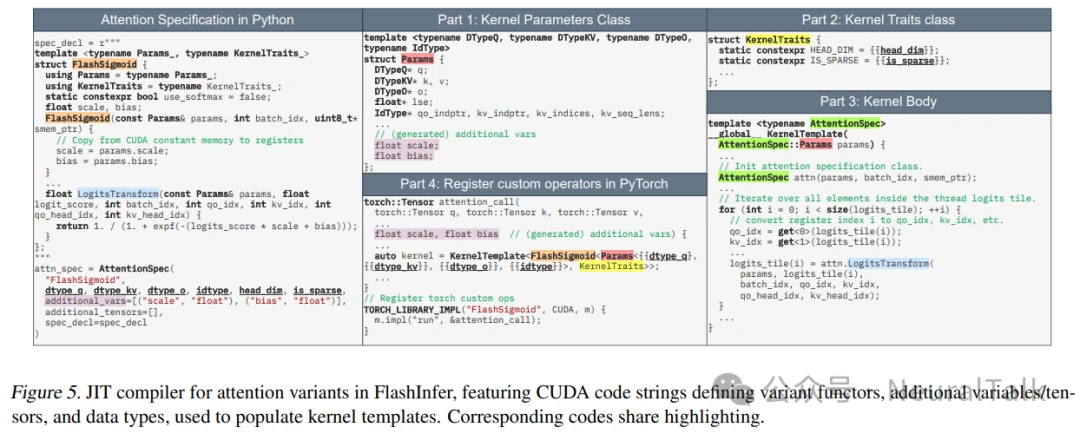 Attention Specification in Python
spec_decl = r"""
template <typename Params_, typename KernelTraits_>
struct FlashSigmoid {
using Params = typename Params_;
using KernelTraits = typename KernelTraits_;
static constexpr bool use_softmax = false;
float scale, bias;
FlashSigmoid(const Params& params, int batch_idx, uint8_t*
smem_ptr) {
// Copy from CUDA constant memory to registers
scale = params.scale;
bias = params.bias;
}
...
float LogitsTransform(const Params& params, float
logit_score, int batch_idx, int qo_idx, int kv_idx, int
qo_head_idx, int kv_head_idx) {
return 1. / (1. + expf(-(logits_score * scale + bias)));
}
};
"""
attn_spec = AttentionSpec(
"FlashSigmoid",
dtype_q, dtype_kv, dtype_o, idtype, head_dim, is_sparse,
additional_vars=[("scale", "float"), ("bias", "float")],
additional_tensors=[],
spec_decl=spec_decl
)
Part 1: Kernel Parameters Class
template <typename DTypeQ, typename DTypeKV, typename DTypeO,
typename IdType>
struct Params {
DTypeQ* q;
DTypeKV* k, v;
DTypeO* o;
float* lse;
IdType* qo_indptr, kv_indptr, kv_indices, kv_seq_lens;
...
// (generated) additional vars
float scale;
float bias;
};
Part 4: Register custom operators in PyTorch
torch::Tensor attention_call(
torch::Tensor q, torch::Tensor k, torch::Tensor v,
...
float scale, float bias // (generated) additional vars) {
...
auto kernel = KernelTemplate<FlashSigmoid<Params<{{dtype_q},
{{dtype_kv}}, {{dtype_o}}, {{idtype}}>, KernelTraits>>;
...
}
// Register torch custom ops
TORCH_LIBRARY_IMPL("FlashSigmoid", CUDA, m) {
m.impl("run", &attention_call);
}
Part 2: Kernel Traits class
struct KernelTraits {
static constexpr HEAD_DIM = {{head_dim}};
static constexpr IS_SPARSE = {{is_sparse}};
...
};
Part 3: Kernel Body
template <typename AttentionSpec>
__global__ KernelTemplate(
AttentionSpec::Params params) {
...
// Init attention specification class.
AttentionSpec attn(params, batch_idx, smem_ptr);
...
// Iterate over all elements inside the thread logits tile.
for (int i = 0; i < size(logits_tile); ++i) {
// convert register index i to qo_idx, kv_idx, etc.
qo_idx = get<0>(logits_tile(i));
kv_idx = get<1>(logits_tile(i));
...
logits_tile(i) = attn.LogitsTransform(
params, logits_tile(i),
batch_idx, qo_idx, kv_idx,
qo_head_idx, kv_head_idx);
}
...
}
Figure 5. JIT compiler for attention variants in FlashInfer, featuring CUDA code strings defining variant functors, additional variables/ten-
sors, and data types, used to populate kernel templates. Corresponding codes share highlighting.
公众号 · NeuralTalk